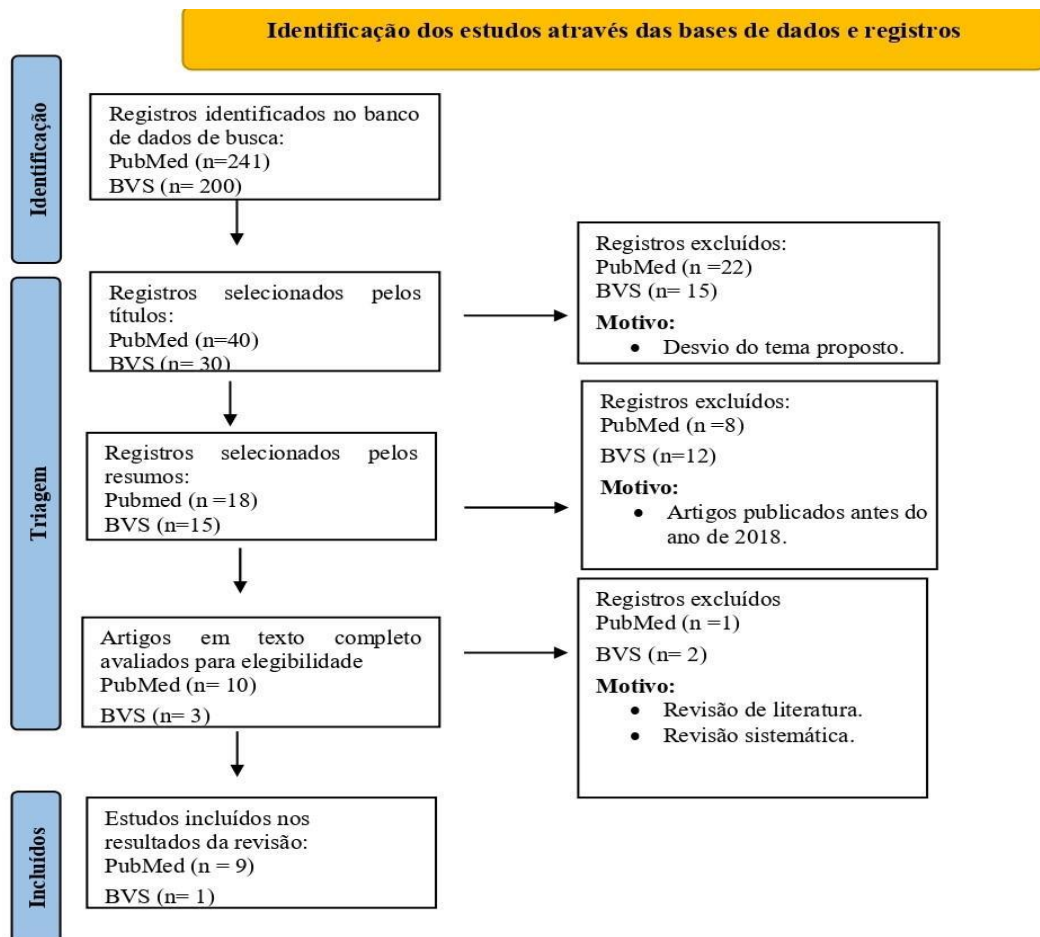 Identificação dos estudos através das bases de dados e registros
Identificação
Registros identificados no banco
de dados de busca:
PubMed (n=241)
BVS (n= 200)
Triagem
Registros selecionados pelos
títulos:
PubMed (n=40)
BVS (n= 30)
Registros excluídos:
PubMed (n =22)
BVS (n= 15)
Motivo:
• Desvio do tema proposto.
Registros selecionados pelos
resumos:
Pubmed (n =18)
BVS (n=15)
Registros excluídos:
PubMed (n =8)
BVS (n=12)
Motivo:
• Artigos publicados antes do
ano de 2018.
Artigos em texto completo
avaliados para elegibilidade
PubMed (n= 10)
BVS (n= 3)
Registros excluídos
PubMed (n =1)
BVS (n= 2)
Motivo:
• Revisão de literatura.
• Revisão sistemática.
Incluídos
Estudos incluídos nos
resultados da revisão:
PubMed (n = 9)
BVS (n= 1)